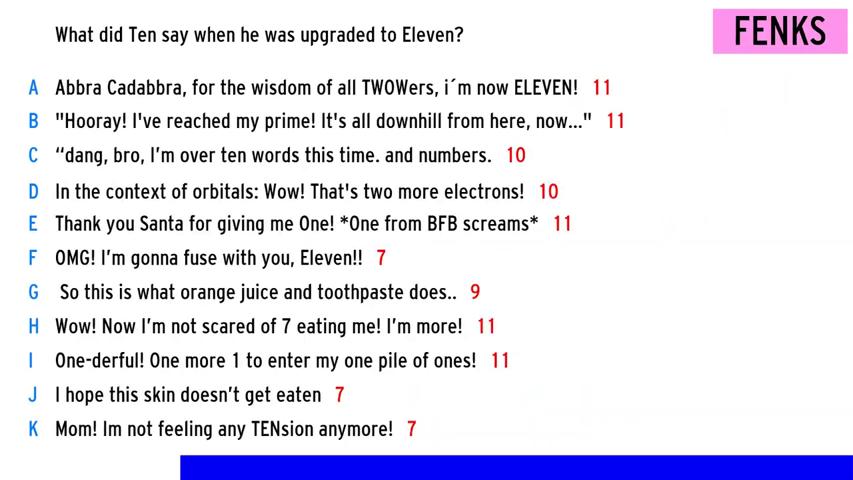 What did Ten say when he was upgraded to Eleven?
FENKS
A Abbra Cadabbra, for the wisdom of all TWOWers, i´m now ELEVEN! 11
B "Hooray! I've reached my prime! It's all downhill from here, now..." 11
C “dang, bro, I’m over ten words this time. and numbers. 10
D In the context of orbitals: Wow! That's two more electrons! 10
E Thank you Santa for giving me One! *One from BFB screams* 11
F OMG! I’m gonna fuse with you, Eleven!! 7
G So this is what orange juice and toothpaste does.. 9
H Wow! Now I’m not scared of 7 eating me! I’m more! 11
I One-derful! One more 1 to enter my one pile of ones! 11
J I hope this skin doesn’t get eaten 7
K Mom! Im not feeling any TENsion anymore! 7